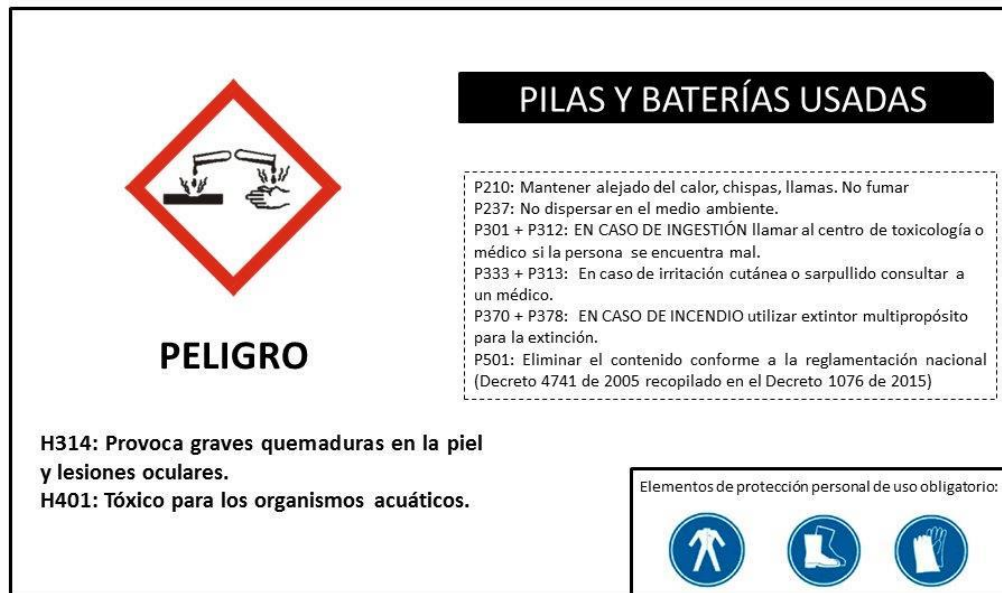 PILAS Y BATERÍAS USADAS
P210: Mantener alejado del calor, chispas, llamas. No fumar
P237: No dispersar en el medio ambiente.
P301 + P312: EN CASO DE INGESTIÓN llamar al centro de toxicología o
médico si la persona se encuentra mal.
P333 + P313: En caso de irritación cutánea o sarpullido consultar a
un médico.
P370 + P378: EN CASO DE INCENDIO utilizar extintor multipropósito
para la extinción.
P501: Eliminar el contenido conforme a la reglamentación nacional
(Decreto 4741 de 2005 recopilado en el Decreto 1076 de 2015)
PELIGRO
H314: Provoca graves quemaduras en la piel
y lesiones oculares.
H401: Tóxico para los organismos acuáticos.
Elementos de protección personal de uso obligatorio: